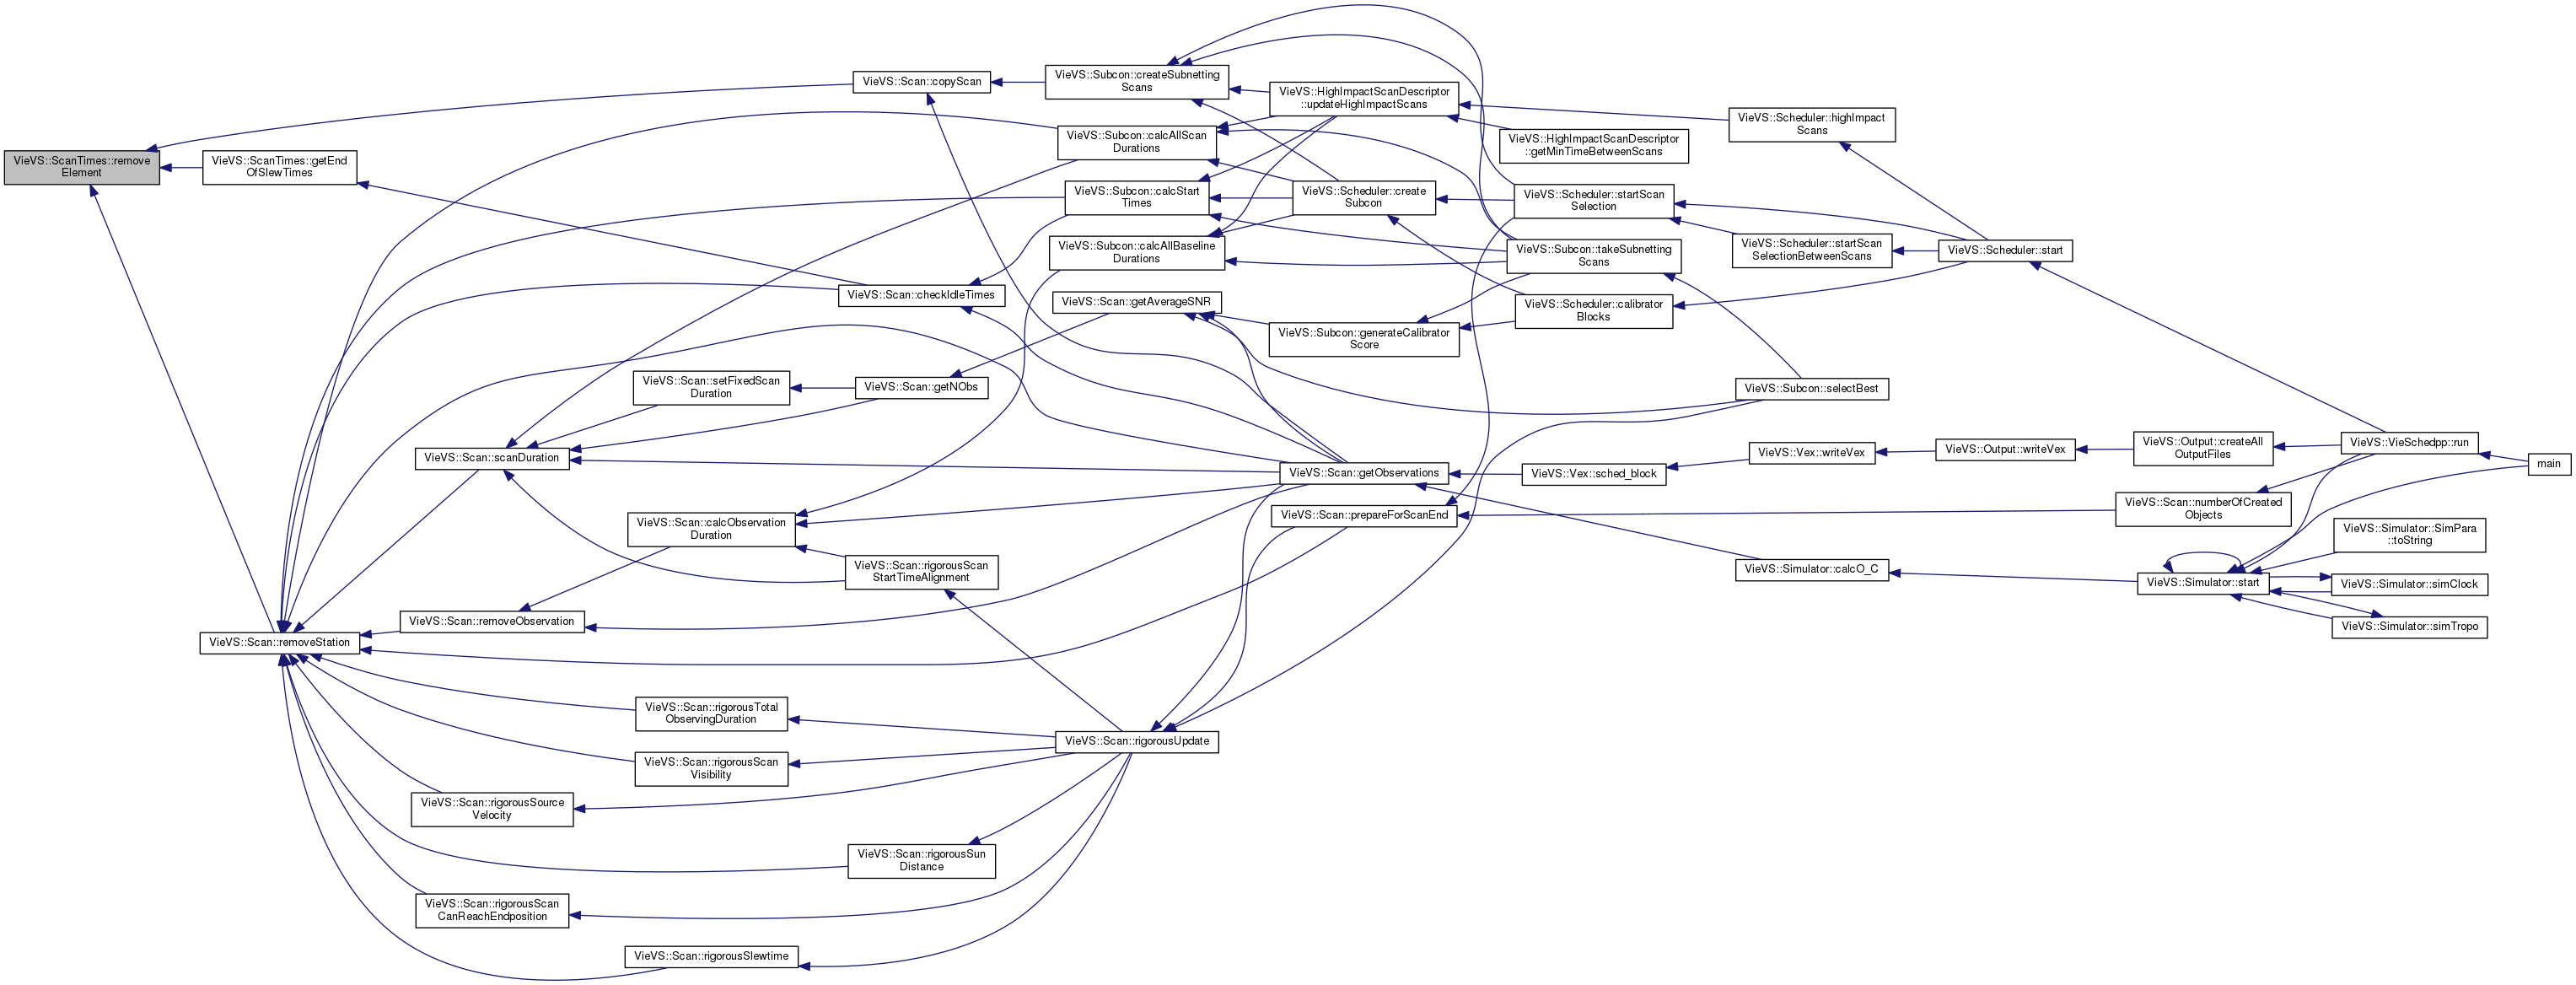 VieVS::ScanTimes::remove
Element
VieVS::ScanTimes::getEnd
OfSlewTimes
VieVS::Scan::removeStation
VieVS::Scan::scanDuration
VieVS::Scan::removeObservation
VieVS::Scan::rigorousSource
Velocity
VieVS::Scan::rigorousScan
CanReachEndposition
VieVS::Scan::setFixedScan
Duration
VieVS::Scan::calcObservation
Duration
VieVS::Scan::rigorousTotal
ObservingDuration
VieVS::Scan::rigorousScan
Visibility
VieVS::Scan::rigorousSlewtime
VieVS::Scan::copyScan
VieVS::Scan::checkIdleTimes
VieVS::Scan::getNObs
VieVS::Scan::rigorousScan
StartTimeAlignment
VieVS::Scan::rigorousSun
Distance
VieVS::Subcon::createSubnetting
Scans
VieVS::Subcon::calcAllScan
Durations
VieVS::Subcon::calcStart
Times
VieVS::Subcon::calcAllBaseline
Durations
VieVS::Scan::getAverageSNR
VieVS::Scan::rigorousUpdate
VieVS::HighImpactScanDescriptor
::updateHighImpactScans
VieVS::Scheduler::create
Subcon
VieVS::Subcon::generateCalibrator
Score
VieVS::Scan::getObservations
VieVS::Scan::prepareForScanEnd
VieVS::HighImpactScanDescriptor
::getMinTimeBetweenScans
VieVS::Scheduler::startScan
Selection
VieVS::Subcon::takeSubnetting
Scans
VieVS::Scheduler::calibrator
Blocks
VieVS::Vex::sched_block
VieVS::Scheduler::highImpact
Scans
VieVS::Scheduler::startScan
SelectionBetweenScans
VieVS::Subcon::selectBest
VieVS::Vex::writeVex
VieVS::Simulator::calcO_C
VieVS::Scheduler::start
VieVS::Output::writeVex
VieVS::Output::createAll
OutputFiles
VieVS::Scan::numberOfCreated
Objects
VieVS::Simulator::start
VieVS::VieSchedpp::run
VieVS::Simulator::SimPara
::toString
VieVS::Simulator::simClock
VieVS::Simulator::simTropo
main